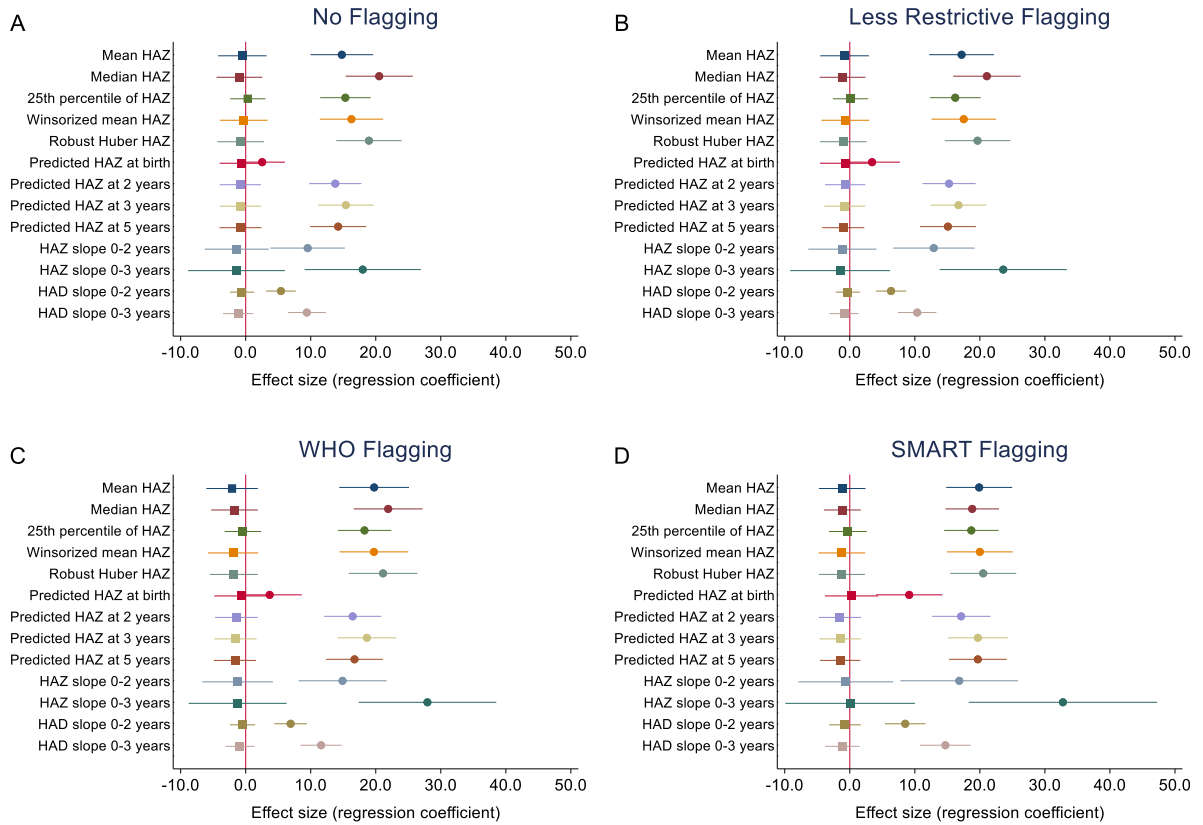 A
No Flagging
Mean HAZ
Median HAZ
25th percentile of HAZ
Winsorized mean HAZ
Robust Huber HAZ
Predicted HAZ at birth
Predicted HAZ at 2 years
Predicted HAZ at 3 years
Predicted HAZ at 5 years
HAZ slope 0-2 years
HAZ slope 0-3 years
HAD slope 0-2 years
HAD slope 0-3 years
-10.0 0.0 10.0 20.0 30.0 40.0 50.0
Effect size (regression coefficient)
B
Less Restrictive Flagging
Mean HAZ
Median HAZ
25th percentile of HAZ
Winsorized mean HAZ
Robust Huber HAZ
Predicted HAZ at birth
Predicted HAZ at 2 years
Predicted HAZ at 3 years
Predicted HAZ at 5 years
HAZ slope 0-2 years
HAZ slope 0-3 years
HAD slope 0-2 years
HAD slope 0-3 years
-10.0 0.0 10.0 20.0 30.0 40.0 50.0
Effect size (regression coefficient)
C
WHO Flagging
Mean HAZ
Median HAZ
25th percentile of HAZ
Winsorized mean HAZ
Robust Huber HAZ
Predicted HAZ at birth
Predicted HAZ at 2 years
Predicted HAZ at 3 years
Predicted HAZ at 5 years
HAZ slope 0-2 years
HAZ slope 0-3 years
HAD slope 0-2 years
HAD slope 0-3 years
-10.0 0.0 10.0 20.0 30.0 40.0 50.0
Effect size (regression coefficient)
D
SMART Flagging
Mean HAZ
Median HAZ
25th percentile of HAZ
Winsorized mean HAZ
Robust Huber HAZ
Predicted HAZ at birth
Predicted HAZ at 2 years
Predicted HAZ at 3 years
Predicted HAZ at 5 years
HAZ slope 0-2 years
HAZ slope 0-3 years
HAD slope 0-2 years
HAD slope 0-3 years
-10.0 0.0 10.0 20.0 30.0 40.0 50.0
Effect size (regression coefficient)